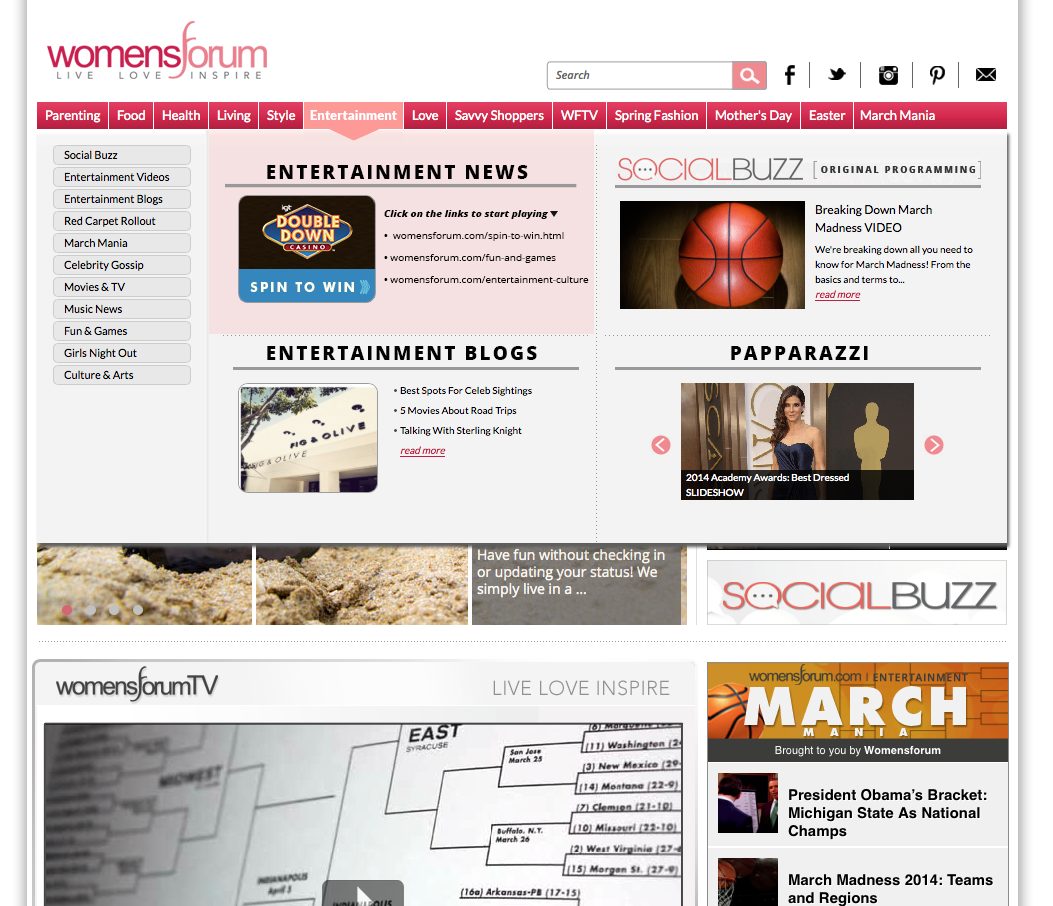 womensforum
LIVE LOVE INSPIRE
Search
Parenting
Food
Health
Living
Style
Entertainment
Love
Savvy Shoppers
WFTV
Spring Fashion
Mother's Day
Easter
March Mania
Social Buzz
Entertainment Videos
Entertainment Blogs
Red Carpet Rollout
March Mania
Celebrity Gossip
Movies & TV
Music News
Fun & Games
Girls Night Out
Culture & Arts
ENTERTAINMENT NEWS
igt
DOUBLE
DOWN
CASINO
SPIN TO WIN
Click on the links to start playing ▼
• womensforum.com/spin-to-win.html
• womensforum.com/fun-and-games
• womensforum.com/entertainment-culture
SOCIALBUZZ [ORIGINAL PROGRAMMING]
Breaking Down March
Madness VIDEO
We're breaking down all you need to
know for March Madness! From the
basics and terms to...
read more
ENTERTAINMENT BLOGS
FIG & OLIVE
FIG & OLIVE
• Best Spots For Celeb Sightings
• 5 Movies About Road Trips
• Talking With Sterling Knight
read more
PAPPARAZZI
2014 Academy Awards: Best Dressed
SLIDESHOW
Have fun without checking in
or updating your status! We
simply live in a ...
SOCIALBUZZ
womensforumTV
LIVE LOVE INSPIRE
EAST
SYRACUSE
MIDWEST
San Jose
March 25
(11) Washington
(3) New Mexico (29-
(14) Montana (22-9)
(7) Clemson (21-10)
Buffalo, N.Y.
March 26
(10) Missouri (22-10)
(2) West Virginia (27-
(15) Morgan St. (27-9)
INDIANAPOLIS
April 3
(16a) Arkansas-PB (17-15)
INDIANAPOLIS
womensforum.com | ENTERTAINMENT
MARCH
MANIA
Brought to you by Womensforum
President Obama's Bracket:
Michigan State As National
Champs
March Madness 2014: Teams
and Regions